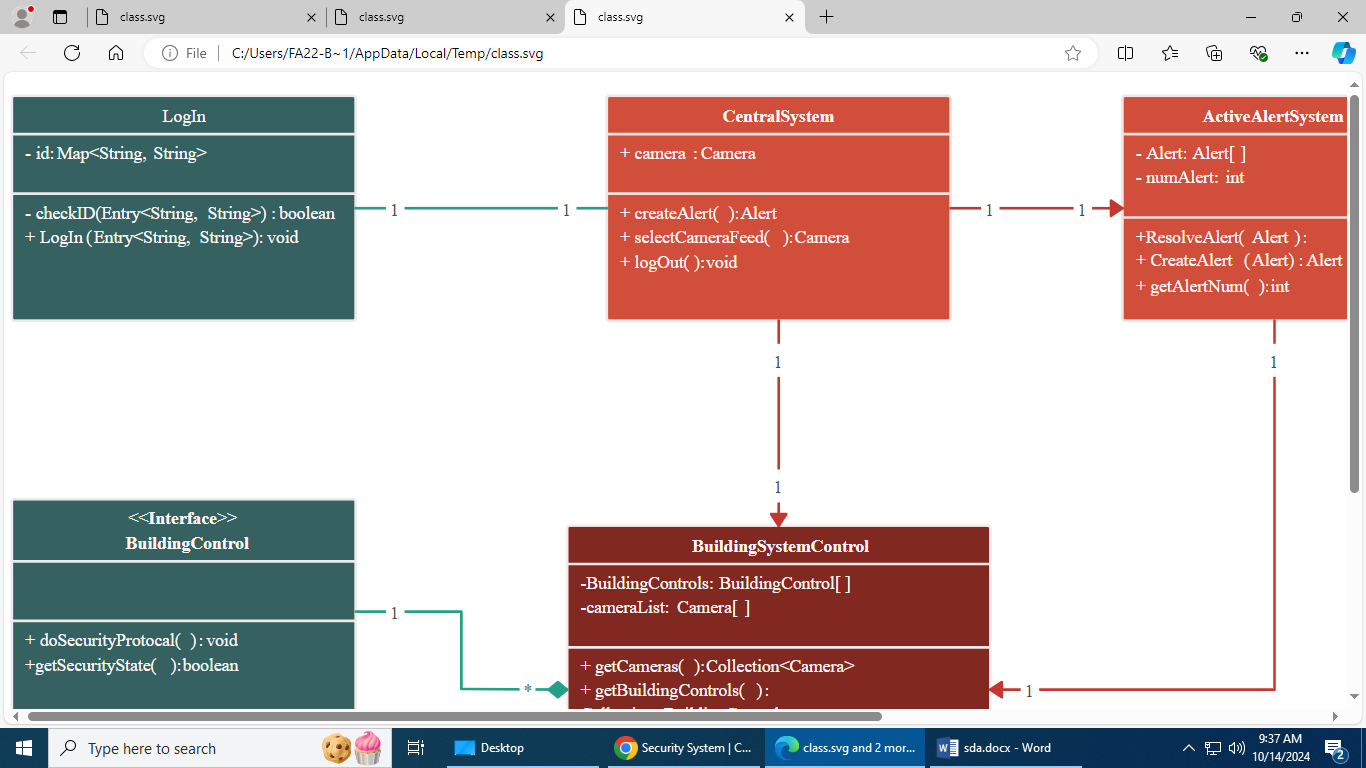 class.svg
class.svg
class.svg
File
C:/Users/FA22-B~1/AppData/Local/Temp/class.svg
LogIn
- id: Map<String, String>
- checkID(Entry<String, String>) : boolean
+ LogIn (Entry<String, String>): void
CentralSystem
+ camera : Camera
+ createAlert( ): Alert
+ selectCameraFeed( ): Camera
+ logOut( ): void
ActiveAlertSystem
- Alert: Alert[ ]
- numAlert: int
+ResolveAlert( Alert ) :
+ CreateAlert (Alert) : Alert
+ getAlertNum( ): int
1
1
1
1
1
1
1
<<Interface>>
BuildingControl
+ doSecurityProtocal( ) : void
+getSecurityState( ): boolean
1
*
BuildingSystemControl
-BuildingControls: BuildingControl[ ]
-cameraList: Camera[ ]
+ getCameras( ): Collection<Camera>
+ getBuildingControls( ) :
1
Type here to search
Desktop
Security System | C...
class.svg and 2 mor...
sda.docx - Word
9:37 AM
10/14/2024
2